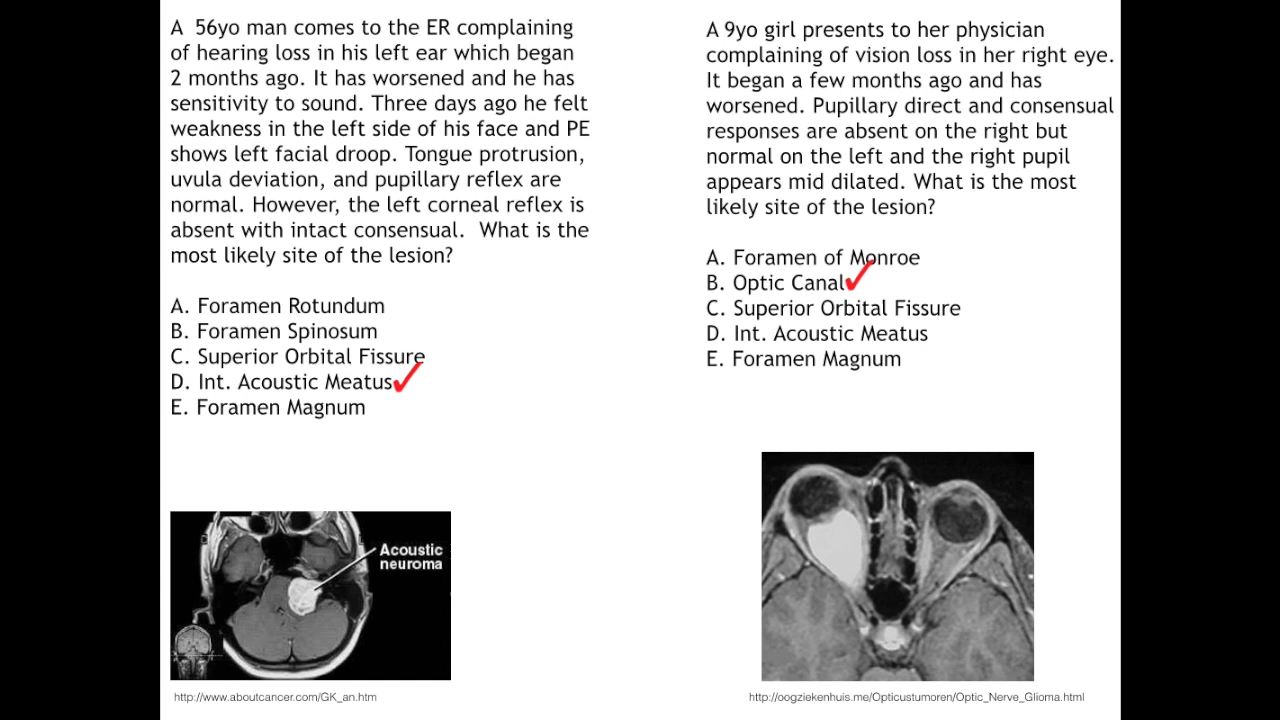 A 56yo man comes to the ER complaining
of hearing loss in his left ear which began
2 months ago. It has worsened and he has
sensitivity to sound. Three days ago he felt
weakness in the left side of his face and PE
shows left facial droop. Tongue protrusion,
uvula deviation, and pupillary reflex are
normal. However, the left corneal reflex is
absent with intact consensual. What is the
most likely site of the lesion?
A. Foramen Rotundum
B. Foramen Spinosum
C. Superior Orbital Fissure
D. Int. Acoustic Meatus
E. Foramen Magnum
Acoustic
neuroma
http://www.aboutcancer.com/GK_an.htm
A 9yo girl presents to her physician
complaining of vision loss in her right eye.
It began a few months ago and has
worsened. Pupillary direct and consensual
responses are absent on the right but
normal on the left and the right pupil
appears mid dilated. What is the most
likely site of the lesion?
A. Foramen of Monroe
B. Optic Canal
C. Superior Orbital Fissure
D. Int. Acoustic Meatus
E. Foramen Magnum
http://oogziekenhuis.me/Opticustumoren/Optic_Nerve_Glioma.html